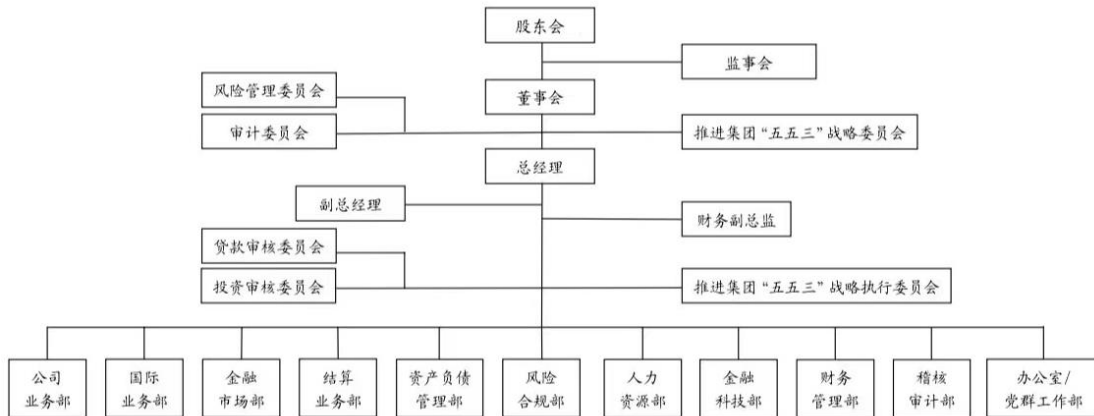 股东会
监事会
董事会
风险管理委员会
审计委员会
推进集团“五五三”战略委员会
总经理
副总经理
财务副总监
贷款审核委员会
投资审核委员会
推进集团“五五三”战略执行委员会
公司
业务部
国际
业务部
金融
市场部
结算
业务部
资产负债
管理部
风险
合规部
人力
资源部
金融
科技部
财务
管理部
稽核
审计部
办公室/
党群工作部